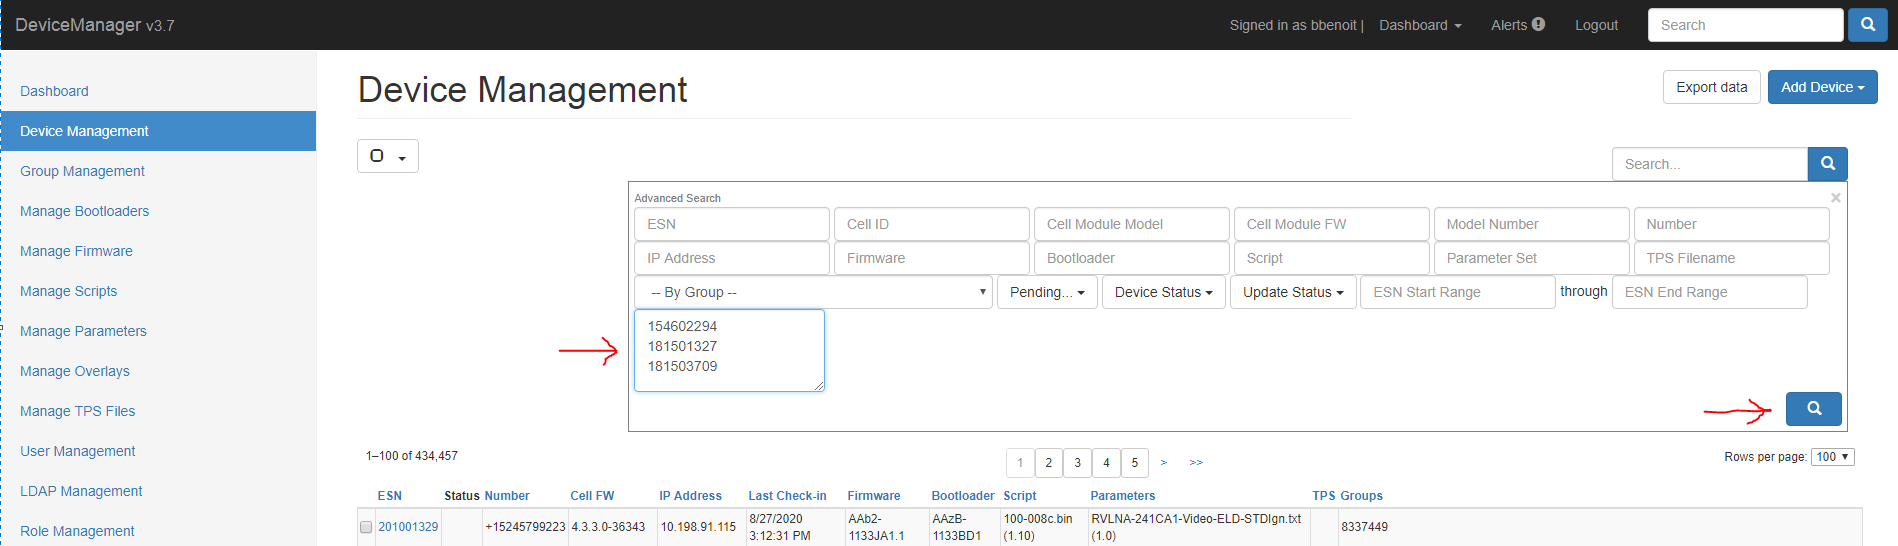 DeviceManager v3.7
Signed in as bbenoit | Dashboard Alerts Logout Search
Dashboard
Device Management
Group Management
Manage Bootloaders
Manage Firmware
Manage Scripts
Manage Parameters
Manage Overlays
Manage TPS Files
User Management
LDAP Management
Role Management
Device Management
Export data Add Device
Search...
Advanced Search ×
ESN Cell ID Cell Module Model Cell Module FW Model Number Number
IP Address Firmware Bootloader Script Parameter Set TPS Filename
-- By Group -- Pending... Device Status Update Status ESN Start Range through ESN End Range
154602294
181501327
181503709
1–100 of 434,457 1 2 3 4 5 > >> Rows per page: 100
ESN Status Number Cell FW IP Address Last Check-in Firmware Bootloader Script Parameters TPS Groups
201001329 +15245799223 4.3.3.0-36343 10.198.91.115 8/27/2020 3:12:31 PM AAb2-1133JA1.1 AAzB-1133BD1 100-008c.bin (1.10) RVLNA-241CA1-Video-ELD-STDIgn.txt (1.0) 8337449